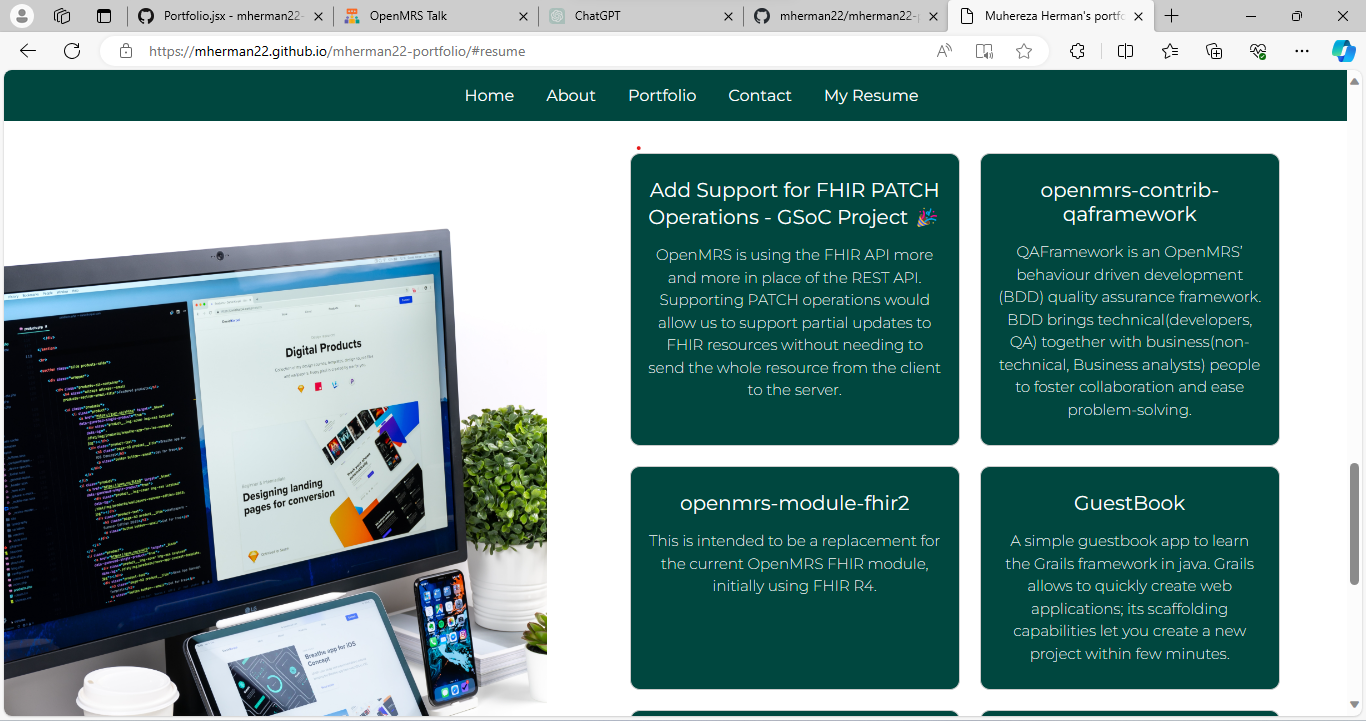 Portfolio.jsx - mherman22-
OpenMRS Talk
ChatGPT
mherman22/mherman22-p
Muhereza Herman's portfo
https://mherman22.github.io/mherman22-portfolio/#resume
Home About Portfolio Contact My Resume
Add Support for FHIR PATCH
Operations - GSoC Project 🎉
OpenMRS is using the FHIR API more
and more in place of the REST API.
Supporting PATCH operations would
allow us to support partial updates to
FHIR resources without needing to
send the whole resource from the client
to the server.
openmrs-contrib-
qaframework
QAFramework is an OpenMRS’
behaviour driven development
(BDD) quality assurance framework.
BDD brings technical(developers,
QA) together with business(non-
technical, Business analysts) people
to foster collaboration and ease
problem-solving.
openmrs-module-fhir2
This is intended to be a replacement for
the current OpenMRS FHIR module,
initially using FHIR R4.
GuestBook
A simple guestbook app to learn
the Grails framework in java. Grails
allows to quickly create web
applications; its scaffolding
capabilities let you create a new
project within few minutes.
Digital Products
Designing landing
pages for conversion
Breathe app for iOS
Concept